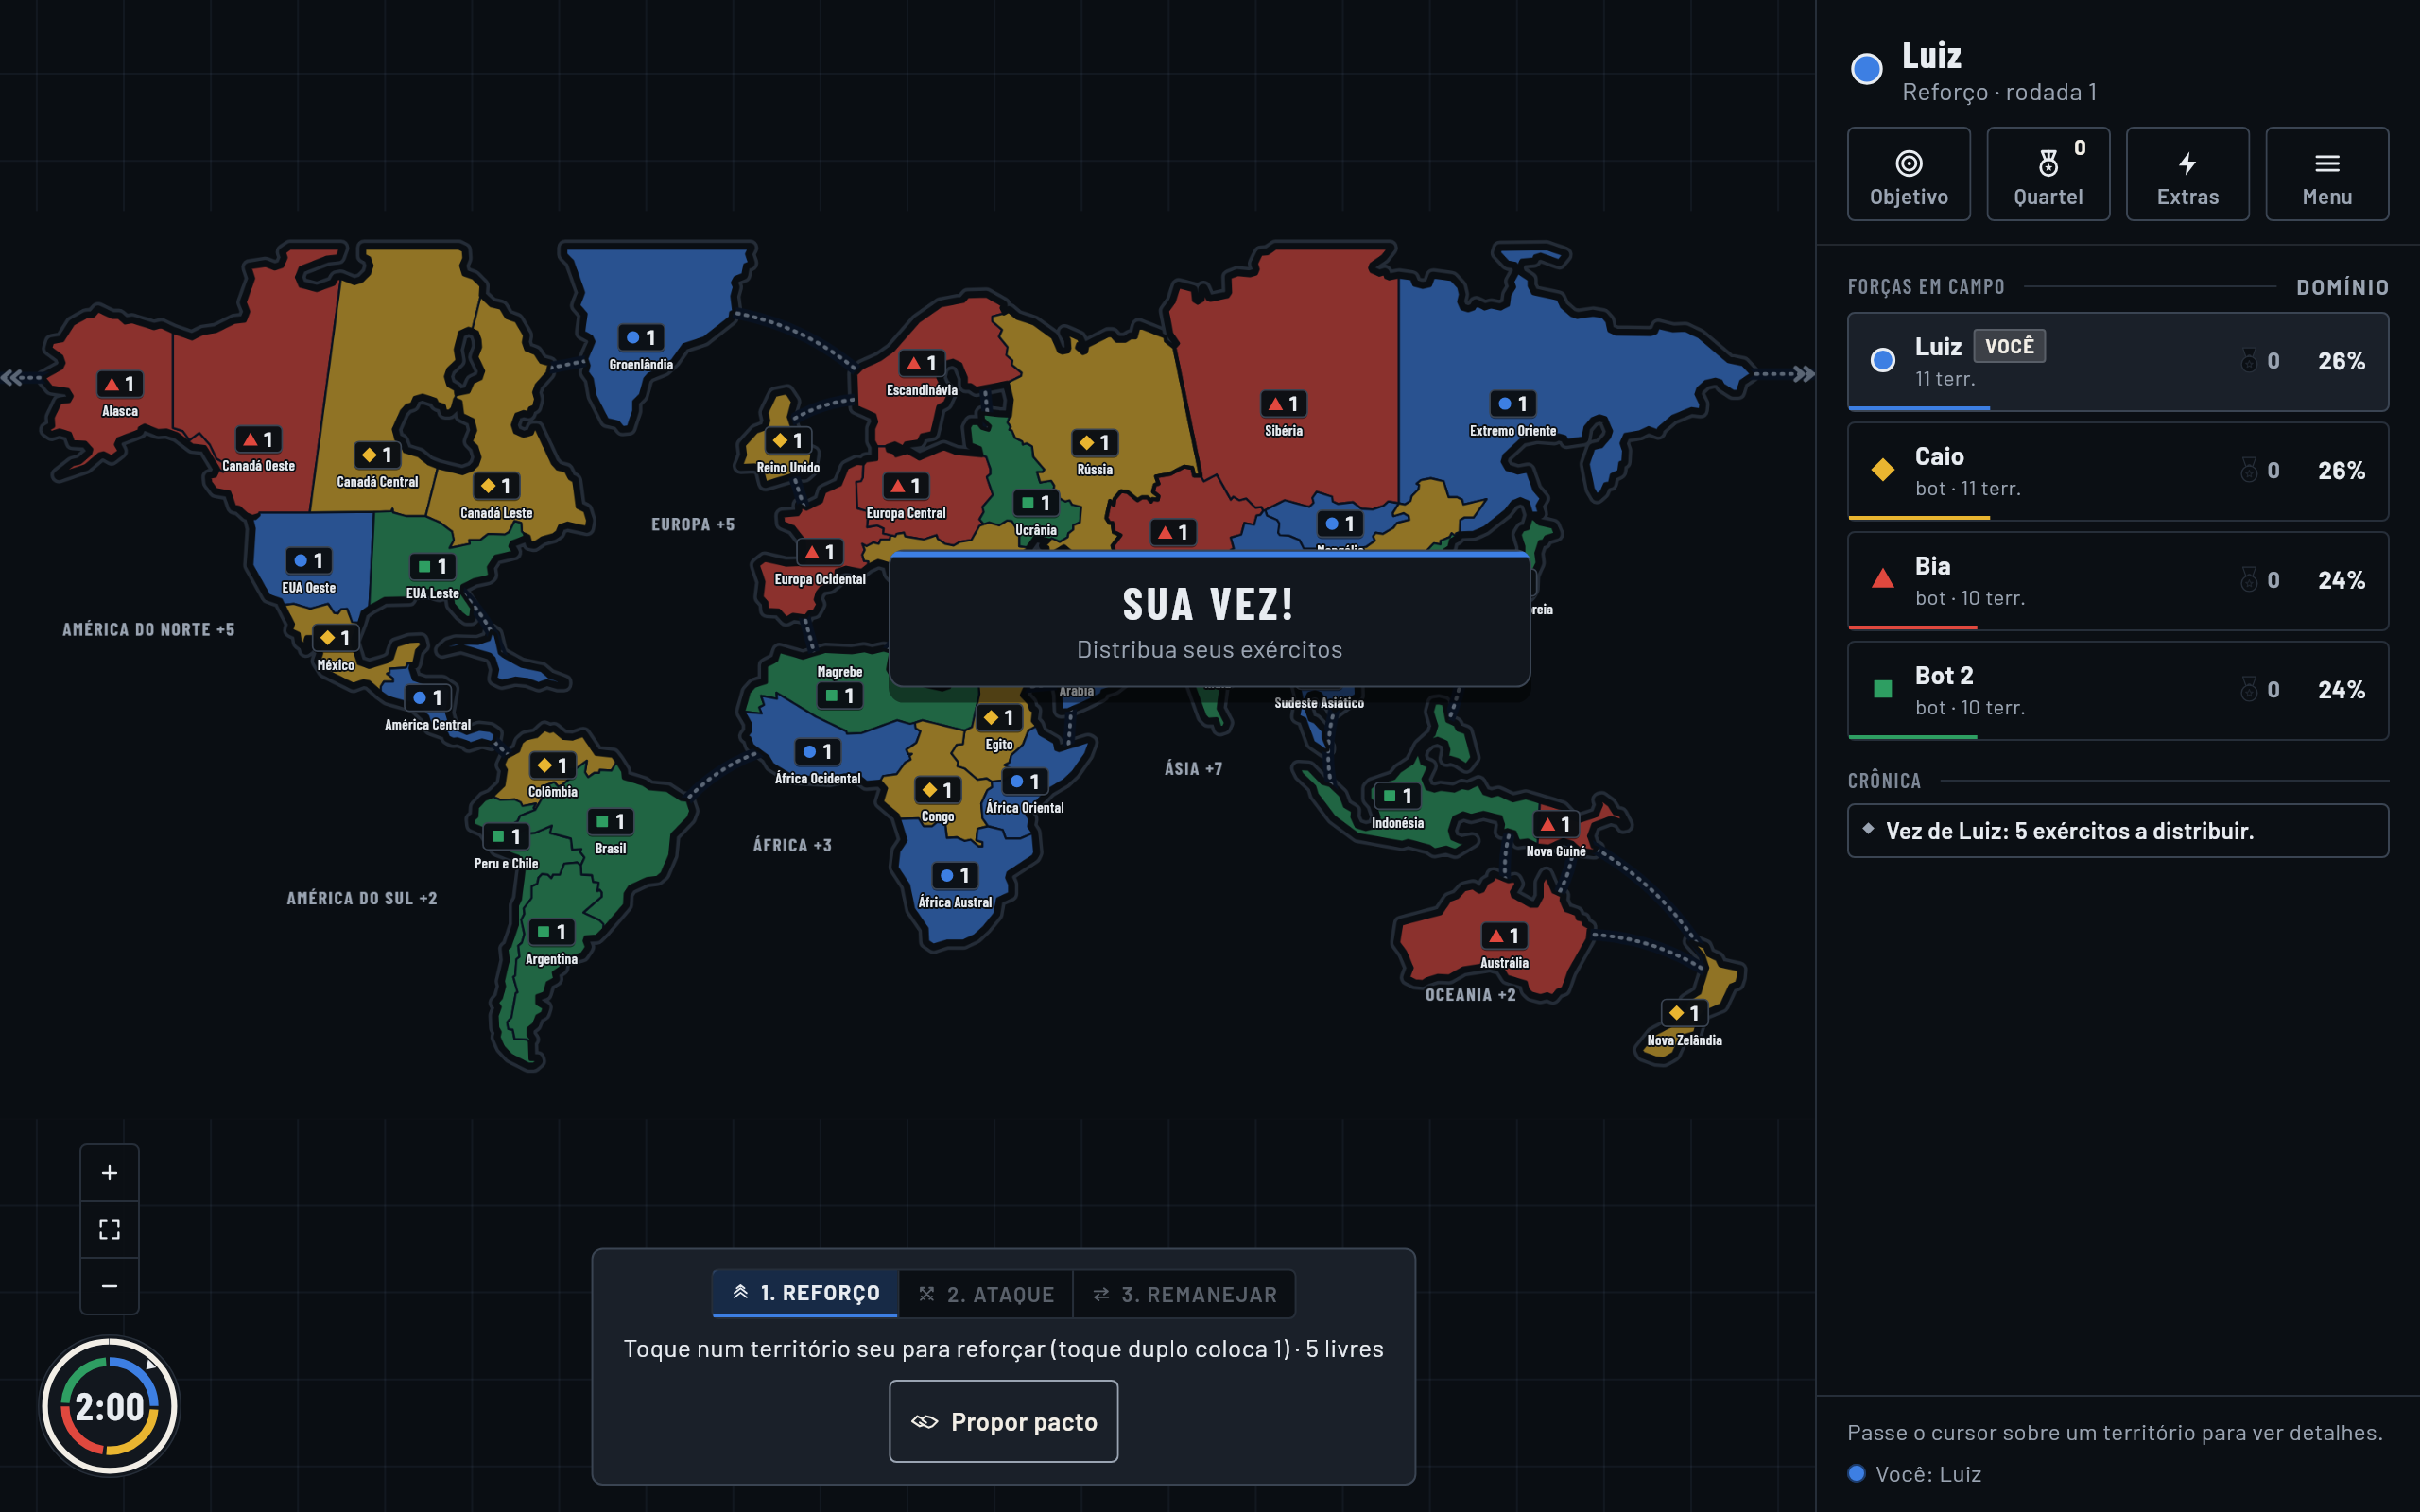 Luiz
Reforço · rodada 1
Objetivo
0
Quartel
Extras
Menu
FORÇAS EM CAMPO
DOMÍNIO
Luiz VOCÊ
11 terr.
0
26%
Caio
bot · 11 terr.
0
26%
Bia
bot · 10 terr.
0
24%
Bot 2
bot · 10 terr.
0
24%
CRÔNICA
Vez de Luiz: 5 exércitos a distribuir.
Passe o cursor sobre um território para ver detalhes.
Você: Luiz
1
Groenlândia
1
Escandinávia
1
Alasca
1
Sibéria
1
Extremo Oriente
1
Canadá Oeste
1
Canadá Central
1
Reino Unido
1
Rússia
1
Canadá Leste
1
Europa Central
1
Ucrânia
EUROPA +5
1
1
1
EUA Oeste
1
EUA Leste
1
Europa Ocidental
SUA VEZ!
Distribua seus exércitos
AMÉRICA DO NORTE +5
1
México
1
América Central
Magrebe
1
Arábia
Sudeste Asiático
1
Egito
1
África Ocidental
ÁSIA +7
1
Colômbia
1
Congo
1
África Oriental
1
Indonésia
1
Brasil
1
Peru e Chile
ÁFRICA +3
1
Nova Guiné
AMÉRICA DO SUL +2
1
África Austral
1
Argentina
1
Austrália
OCEANIA +2
1
Nova Zelândia
+
−
2:00
1. REFORÇO
2. ATAQUE
3. REMANEJAR
Toque num território seu para reforçar (toque duplo coloca 1) · 5 livres
Propor pacto